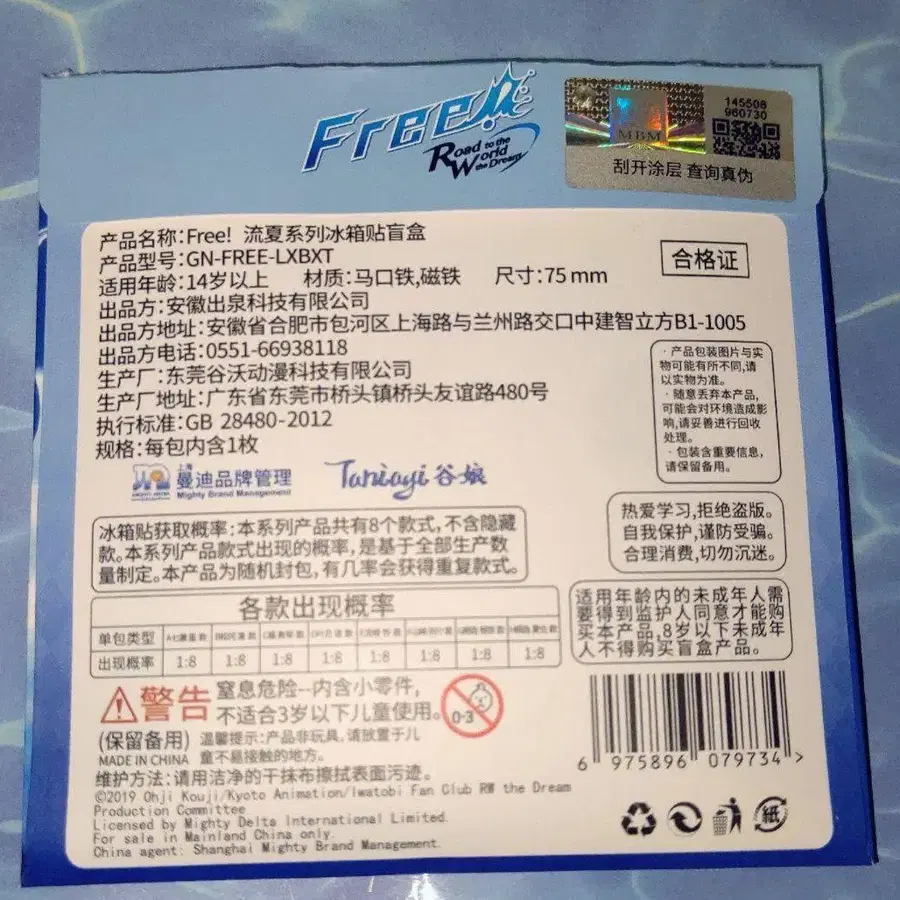 Free!
Road to the World
the Dream
145508
960730
MBM
刮开涂层 查询真伪
产品名称:Free! 流夏系列冰箱贴盲盒
产品型号:GN-FREE-LXBXT
适用年龄:14岁以上 材质:马口铁,磁铁 尺寸:75mm
合格证
出品方:安徽出泉科技有限公司
出品方地址:安徽省合肥市包河区上海路与兰州路交口中建智立方B1-1005
出品方电话:0551-66938118
生产厂:东莞谷沃动漫科技有限公司
生产厂地址:广东省东莞市桥头镇桥头友谊路480号
执行标准:GB 28480-2012
规格:每包内含1枚
·产品包装图片与实
物可能有所不同,请
以实物为准。
·随意丢弃本产品,
可能会对环境造成影
响,请妥善进行回收
处理。
·包装含重要信息,
请保留备用。
上海
曼迪品牌管理
Mighty Brand Management
Taniayi谷娘
冰箱贴获取概率:本系列产品共有8个款式,不含隐藏
款。本系列产品款式出现的概率,是基于全部生产数
量制定。本产品为随机封包,有几率会获得重复款式。
热爱学习,拒绝盗版。
自我保护,谨防受骗。
合理消费,切勿沉迷。
各款出现概率
单包类型
出现概率 1:8 1:8 1:8 1:8 1:8 1:8 1:8 1:8
适用年龄内的未成年人需
要得到监护人同意才能购
买本产品,8岁以下未成年
人不得购买盲盒产品。
警告 窒息危险--内含小零件,
不适合3岁以下儿童使用。
0-3
(保留备用) 温馨提示:产品非玩具,请放置于儿
MADE IN CHINA 童不易接触的地方。
维护方法:请用洁净的干抹布擦拭表面污迹。
©2019 Ohji Kouji/Kyoto Animation/Iwatobi Fan Club RW the Dream
Production Committee
Licensed by Mighty Delta International Limited.
For sale in Mainland China only.
China agent: Shanghai Mighty Brand Management.
6 975896 079734 >
紙